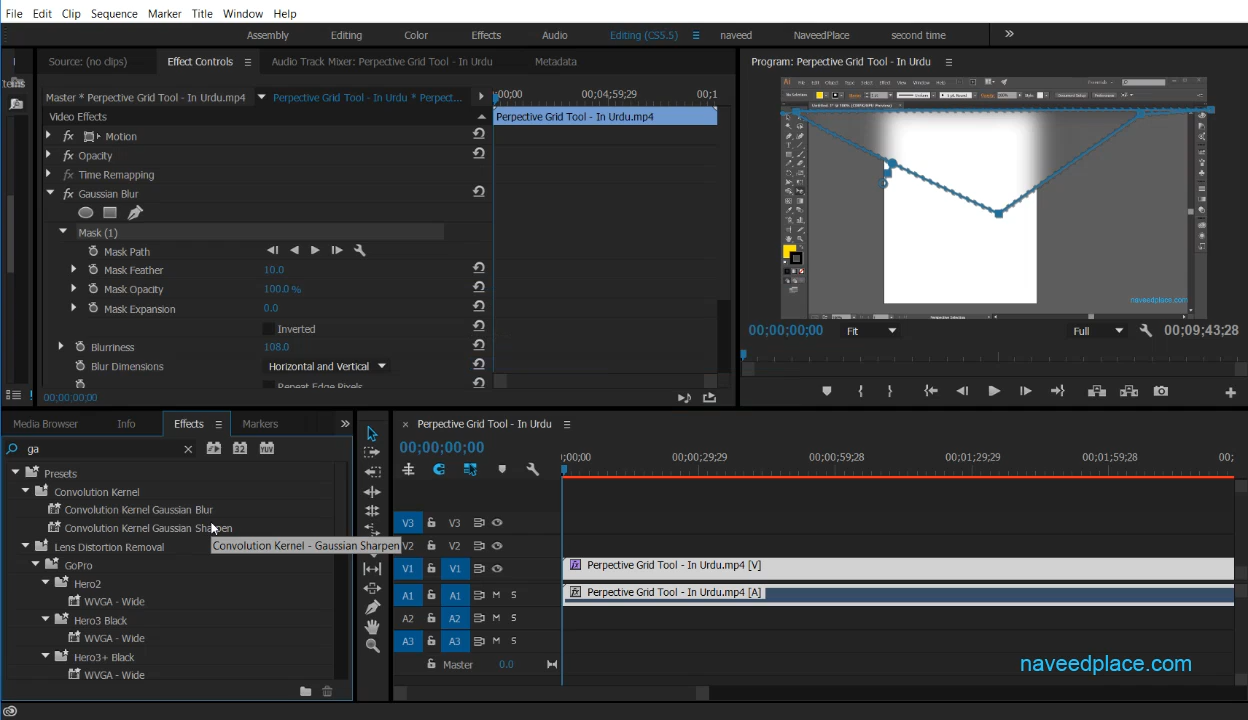 File Edit Clip Sequence Marker Title Window Help
Assembly Editing Color Effects Audio Editing (CS5.5) naveed NaveedPlace second time
Source: (no clips) Effect Controls Audio Track Mixer: Perpective Grid Tool - In Urdu Metadata
Program: Perpective Grid Tool - In Urdu
Master * Perpective Grid Tool - In Urdu.mp4 Perpective Grid Tool - In Urdu * Perpect...
;00;00 00;04;59;29 00;1
Video Effects
Perpective Grid Tool - In Urdu.mp4
fx Motion
fx Opacity
fx Time Remapping
fx Gaussian Blur
Mask (1)
Mask Path
Mask Feather 10.0
Mask Opacity 100.0 %
Mask Expansion 0.0
Inverted
Blurriness 108.0
Blur Dimensions Horizontal and Vertical
Repeat Edge Pixels
00;00;00;00
naveedplace.com
00;00;00;00 Fit Full 00;09;43;28
Media Browser Info Effects Markers
ga
32 YUV
Presets
Convolution Kernel
Convolution Kernel Gaussian Blur
Convolution Kernel Gaussian Sharpen
Convolution Kernel - Gaussian Sharpen
Lens Distortion Removal
GoPro
Hero2
WVGA - Wide
Hero3 Black
WVGA - Wide
Hero3+ Black
WVGA - Wide
× Perpective Grid Tool - In Urdu
00;00;00;00
;00;00 00;00;29;29 00;00;59;28 00;01;29;29 00;01;59;28 00;
V3 V3
V2 V2
V1 V1 fx Perpective Grid Tool - In Urdu.mp4 [V]
A1 A1 M S fx Perpective Grid Tool - In Urdu.mp4 [A]
A2 A2 M S
A3 A3 M S
Master 0.0
naveedplace.com